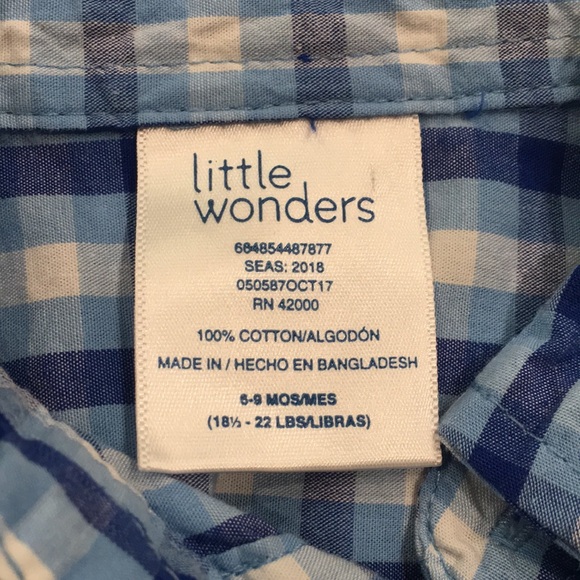 little
wonders
684854487877
SEAS: 2018
050587OCT17
RN 42000
100% COTTON/ALGODÓN
MADE IN / HECHO EN BANGLADESH
6-9 MOS/MES
(18½ - 22 LBS/LIBRAS)